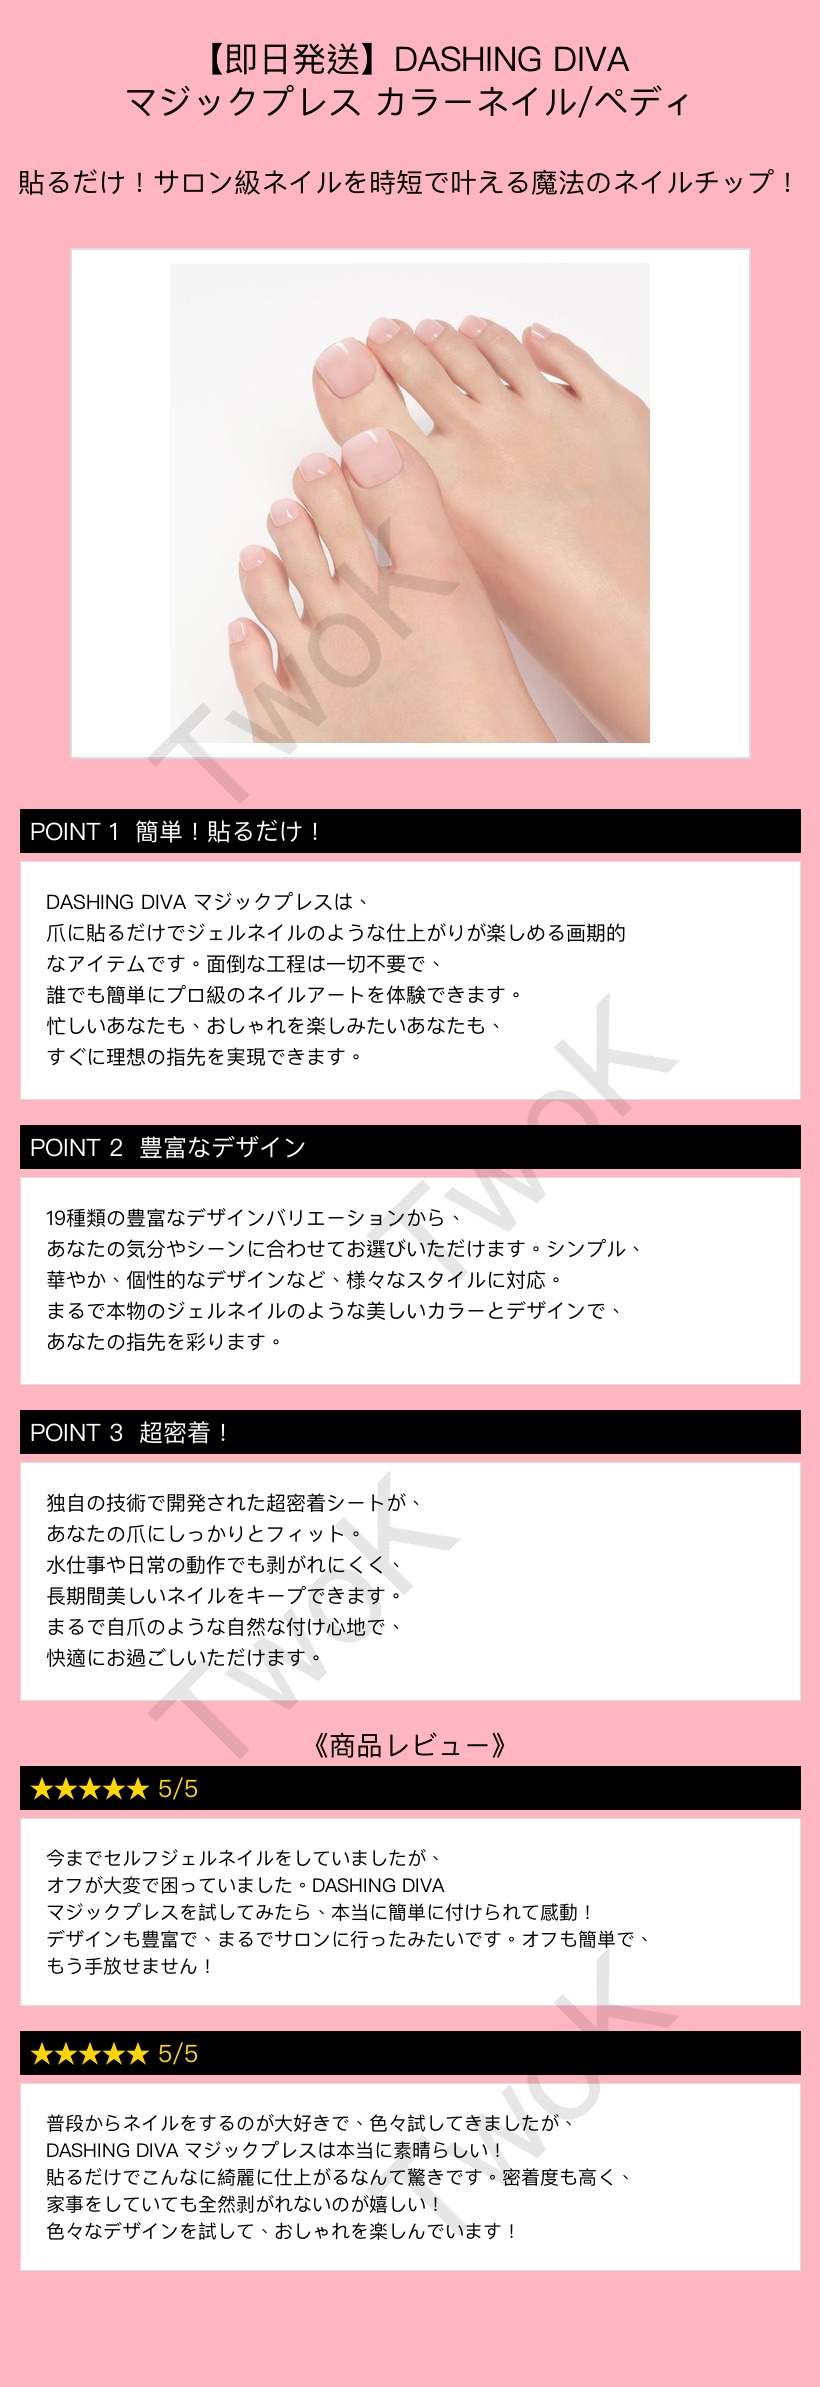 【即日発送】DASHING DIVA
マジックプレス カラーネイル/ペディ
貼るだけ！サロン級ネイルを時短で叶える魔法のネイルチップ！
TwoK
POINT 1 簡単！貼るだけ！
DASHING DIVA マジックプレスは、
爪に貼るだけでジェルネイルのような仕上がりが楽しめる画期的
なアイテムです。面倒な工程は一切不要で、
誰でも簡単にプロ級のネイルアートを体験できます。
忙しいあなたも、おしゃれを楽しみたいあなたも、
すぐに理想の指先を実現できます。
TwoK
POINT 2 豊富なデザイン
19種類の豊富なデザインバリエーションから、
あなたの気分やシーンに合わせてお選びいただけます。シンプル、
華やか、個性的なデザインなど、様々なスタイルに対応。
まるで本物のジェルネイルのような美しいカラーとデザインで、
あなたの指先を彩ります。
POINT 3 超密着！
独自の技術で開発された超密着シートが、
あなたの爪にしっかりとフィット。
水仕事や日常の動作でも剥がれにくく、
長期間美しいネイルをキープできます。
まるで自爪のような自然な付け心地で、
快適にお過ごしいただけます。
TwoK
《商品レビュー》
★★★★★ 5/5
今までセルフジェルネイルをしていましたが、
オフが大変で困っていました。DASHING DIVA
マジックプレスを試してみたら、本当に簡単に付けられて感動！
デザインも豊富で、まるでサロンに行ったみたいです。オフも簡単で、
もう手放せません！
★★★★★ 5/5
TwoK
普段からネイルをするのが大好きで、色々試してきましたが、
DASHING DIVA マジックプレスは本当に素晴らしい！
貼るだけでこんなに綺麗に仕上がるなんて驚きです。密着度も高く、
家事をしていても全然剥がれないのが嬉しい！
色々なデザインを試して、おしゃれを楽しんでいます！